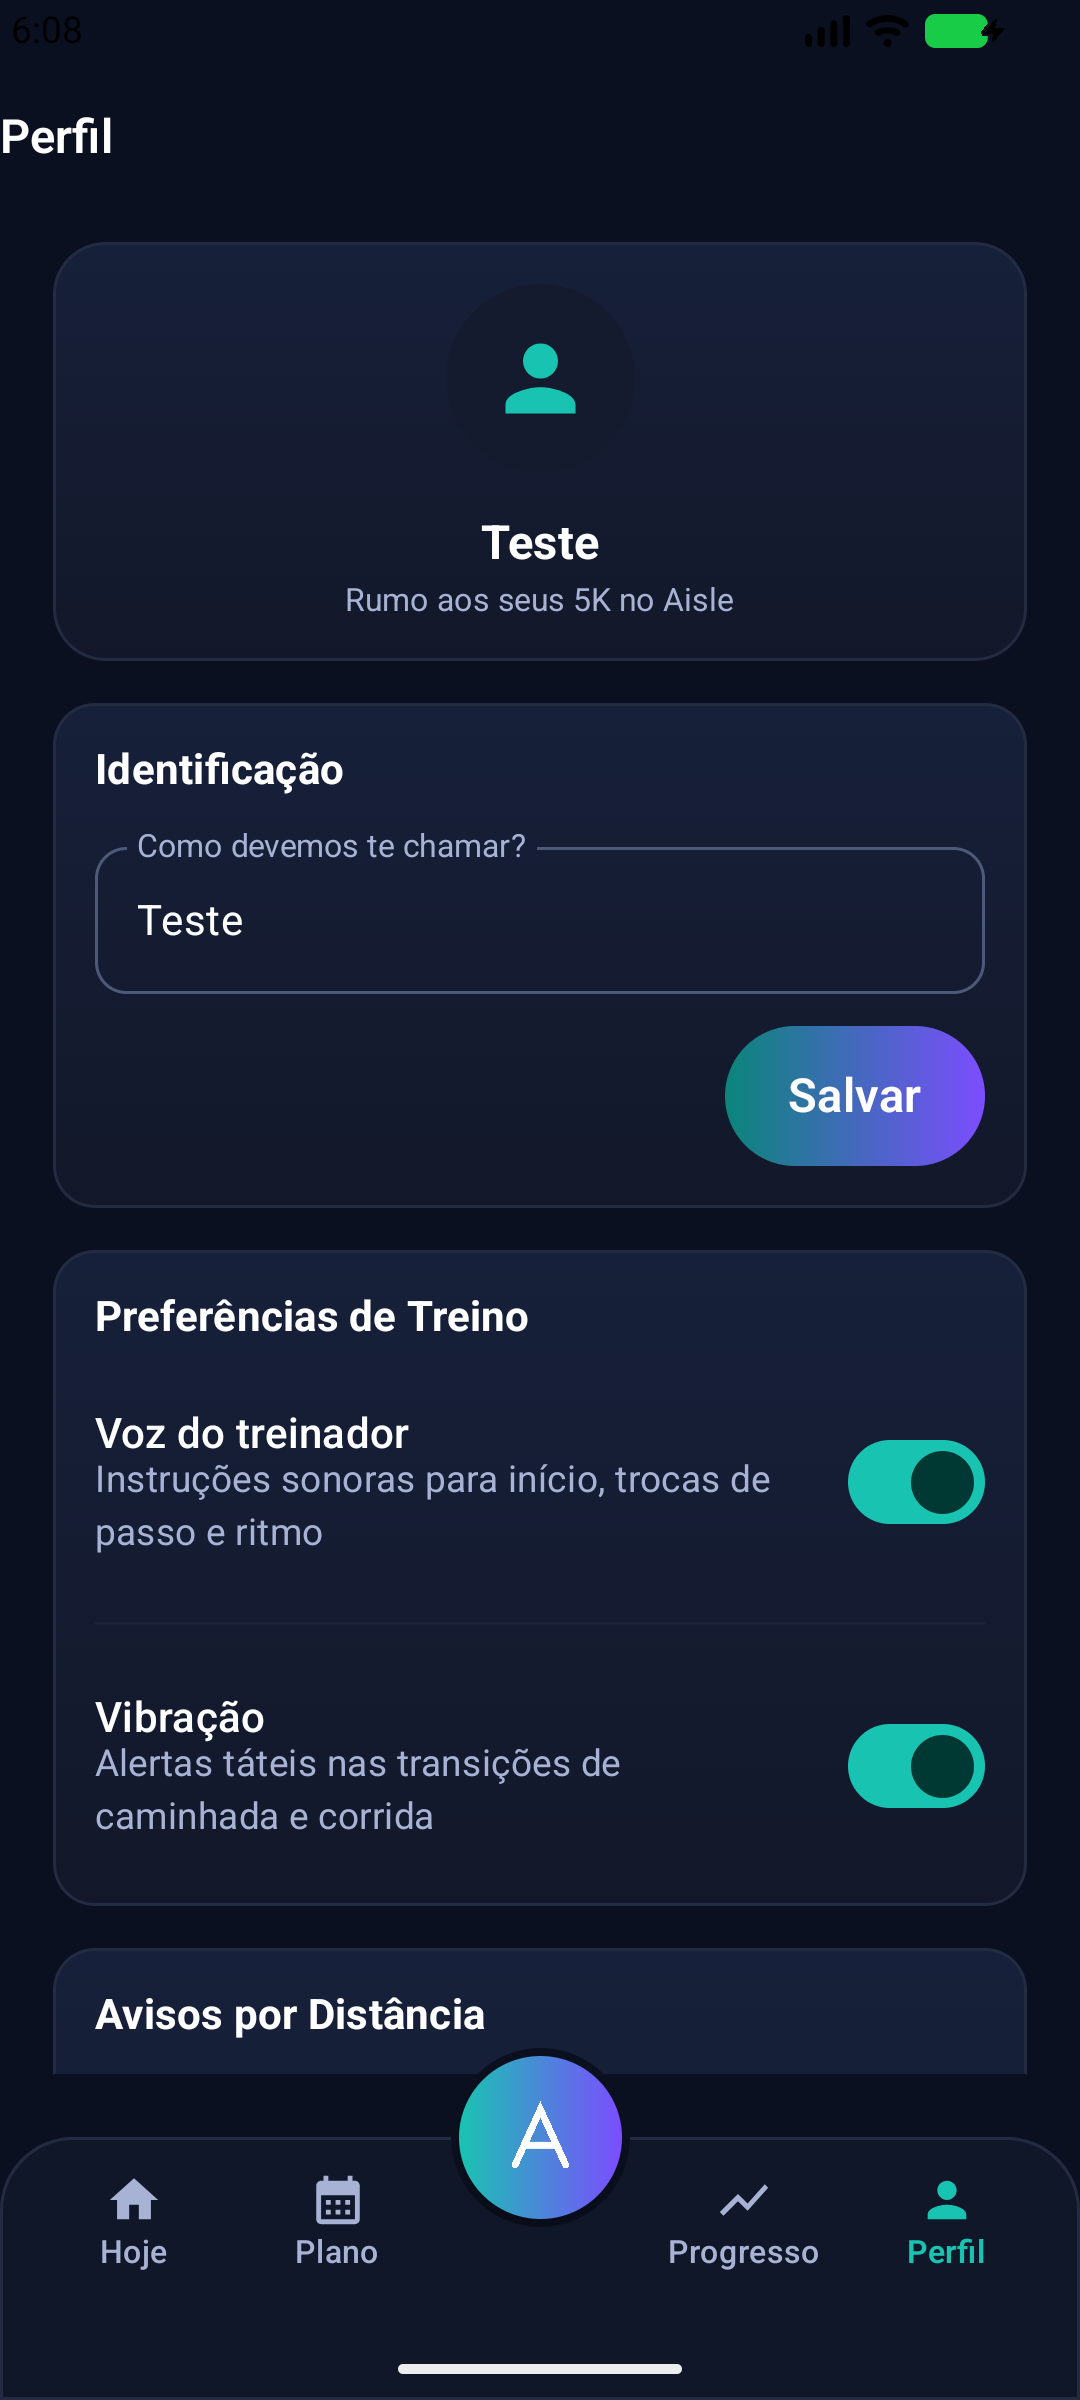 6:08
Perfil
Teste
Rumo aos seus 5K no Aisle
Identificação
Como devemos te chamar?
Teste
Salvar
Preferências de Treino
Voz do treinador
Instruções sonoras para início, trocas de
passo e ritmo
Vibração
Alertas táteis nas transições de
caminhada e corrida
Avisos por Distância
A
Hoje
Plano
Progresso
Perfil